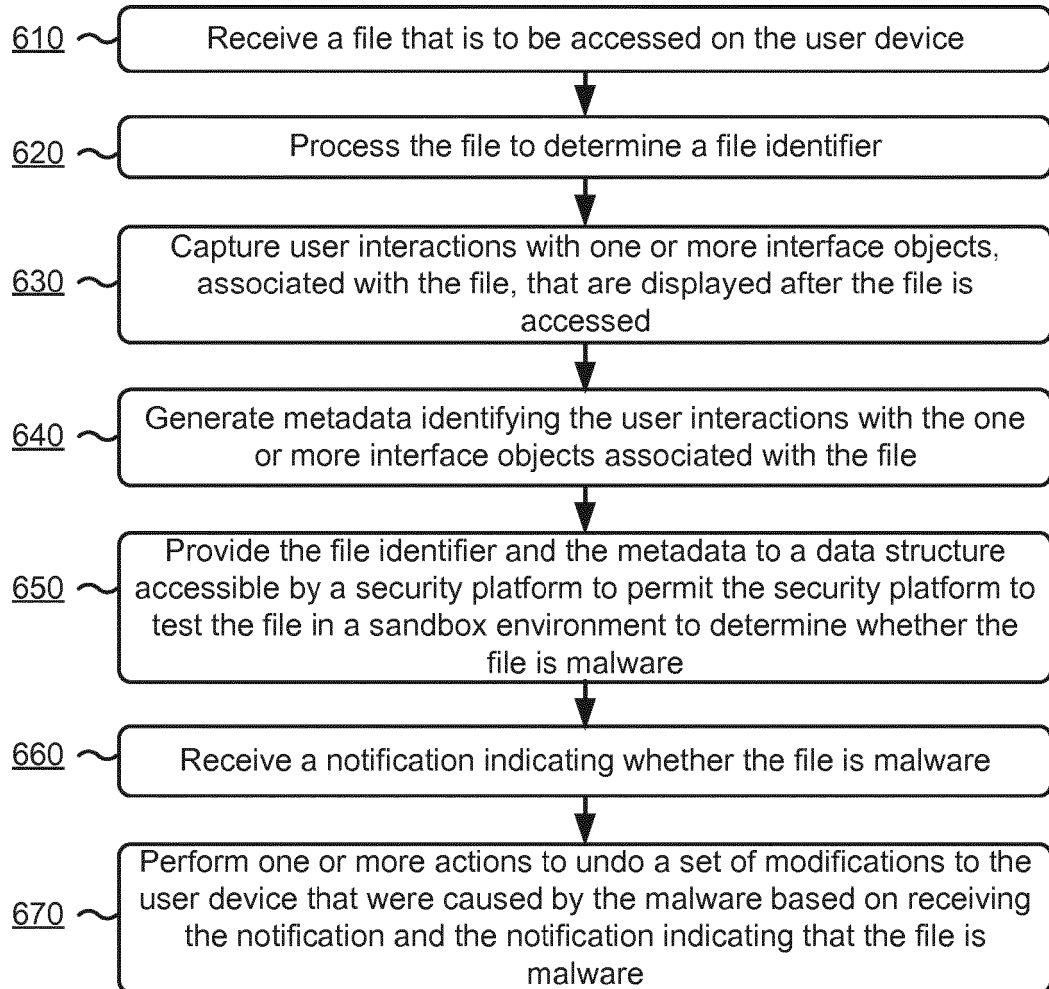 610
Receive a file that is to be accessed on the user device
620
Process the file to determine a file identifier
630
Capture user interactions with one or more interface objects,
associated with the file, that are displayed after the file is
accessed
640
Generate metadata identifying the user interactions with the one
or more interface objects associated with the file
650
Provide the file identifier and the metadata to a data structure
accessible by a security platform to permit the security platform to
test the file in a sandbox environment to determine whether the
file is malware
660
Receive a notification indicating whether the file is malware
670
Perform one or more actions to undo a set of modifications to the
user device that were caused by the malware based on receiving
the notification and the notification indicating that the file is
malware